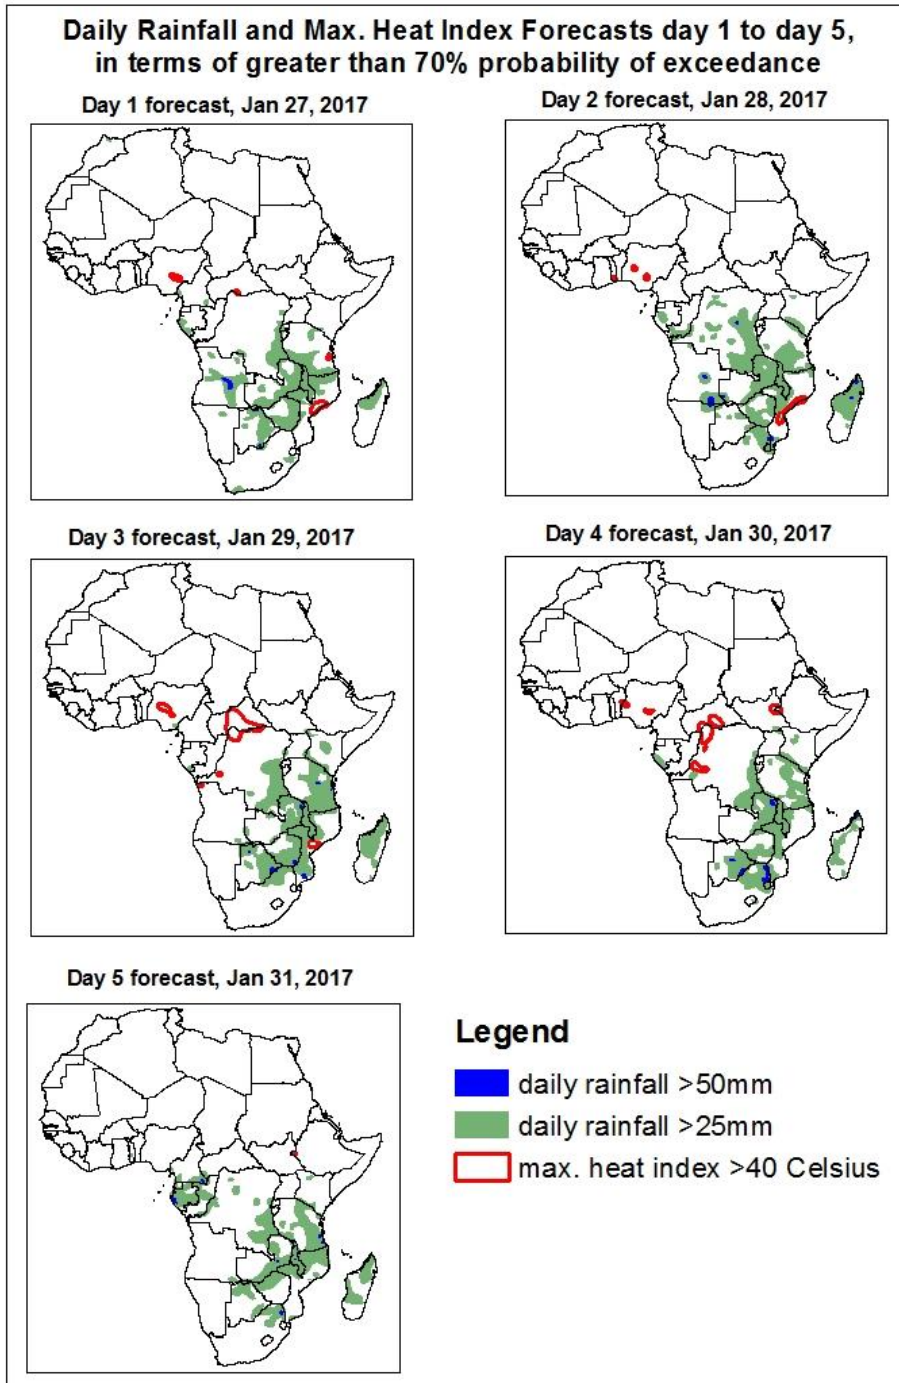 Daily Rainfall and Max. Heat Index Forecasts day 1 to day 5,
in terms of greater than 70% probability of exceedance
Day 1 forecast, Jan 27, 2017
Day 2 forecast, Jan 28, 2017
Day 3 forecast, Jan 29, 2017
Day 4 forecast, Jan 30, 2017
Day 5 forecast, Jan 31, 2017
Legend
daily rainfall >50mm
daily rainfall >25mm
max. heat index >40 Celsius